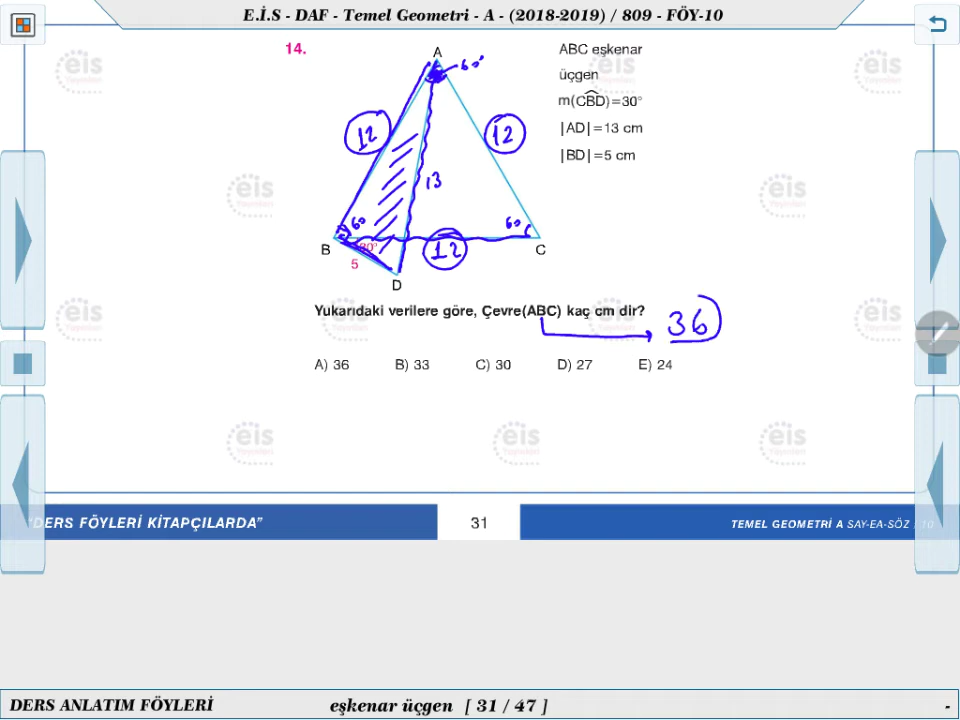 E.İ.S - DAF - Temel Geometri - A - (2018-2019) / 809 - FÖY-10
14.
ABC eşkenar
üçgen
m(CBD)=30°
|AD|=13 cm
|BD|=5 cm
A
60°
12
12
13
60
60
B
30°
12
C
5
D
Yukarıdaki verilere göre, Çevre(ABC) kaç cm dir?
36
A) 36 B) 33 C) 30 D) 27 E) 24
eis
Yayınları
"DERS FÖYLERİ KİTAPÇILARDA"
31
TEMEL GEOMETRİ A SAY-EA-SÖZ / 10
DERS ANLATIM FÖYLERİ
eşkenar üçgen [ 31 / 47 ]
-